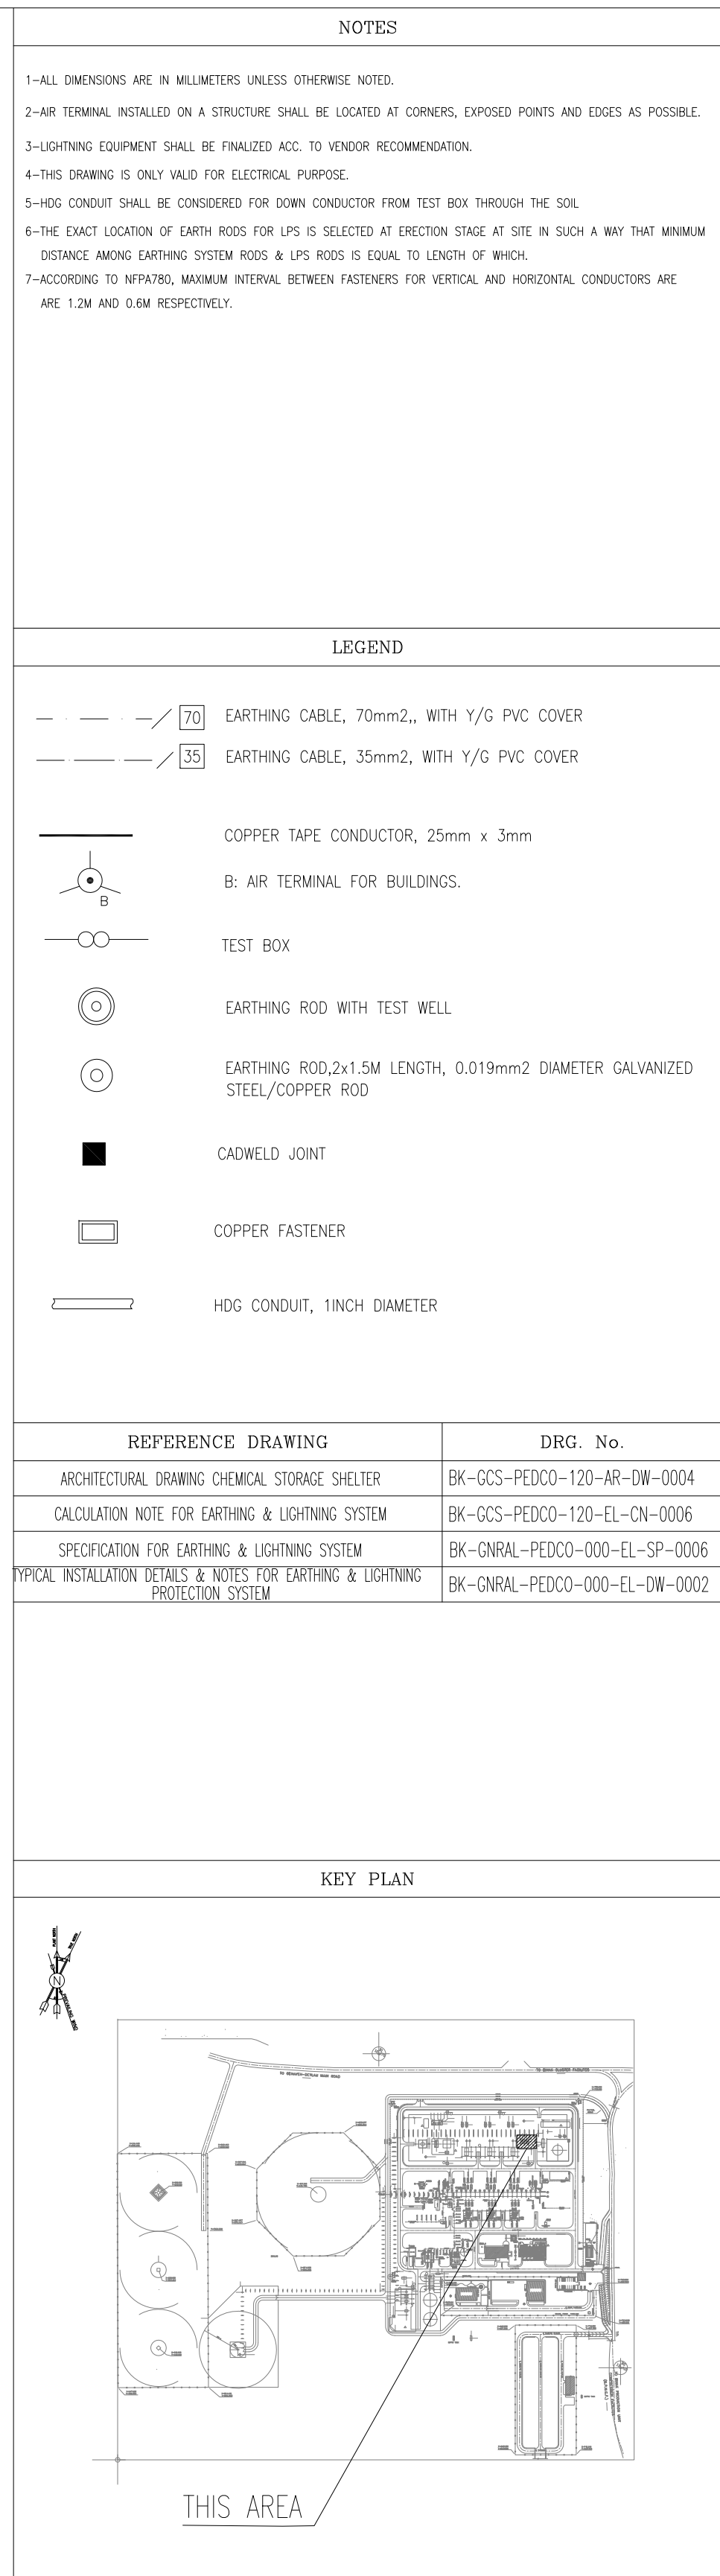 NOTES
1-ALL DIMENSIONS ARE IN MILLIMETERS UNLESS OTHERWISE NOTED.
2-AIR TERMINAL INSTALLED ON A STRUCTURE SHALL BE LOCATED AT CORNERS, EXPOSED POINTS AND EDGES AS POSSIBLE.
3-LIGHTNING EQUIPMENT SHALL BE FINALIZED ACC. TO VENDOR RECOMMENDATION.
4-THIS DRAWING IS ONLY VALID FOR ELECTRICAL PURPOSE.
5-HDG CONDUIT SHALL BE CONSIDERED FOR DOWN CONDUCTOR FROM TEST BOX THROUGH THE SOIL
6-THE EXACT LOCATION OF EARTH RODS FOR LPS IS SELECTED AT ERECTION STAGE AT SITE IN SUCH A WAY THAT MINIMUM
DISTANCE AMONG EARTHING SYSTEM RODS & LPS RODS IS EQUAL TO LENGTH OF WHICH.
7-ACCORDING TO NFPA780, MAXIMUM INTERVAL BETWEEN FASTENERS FOR VERTICAL AND HORIZONTAL CONDUCTORS ARE
ARE 1.2M AND 0.6M RESPECTIVELY.
LEGEND
70 EARTHING CABLE, 70mm2,, WITH Y/G PVC COVER
35 EARTHING CABLE, 35mm2, WITH Y/G PVC COVER
COPPER TAPE CONDUCTOR, 25mm x 3mm
B
B: AIR TERMINAL FOR BUILDINGS.
TEST BOX
EARTHING ROD WITH TEST WELL
EARTHING ROD,2x1.5M LENGTH, 0.019mm2 DIAMETER GALVANIZED
STEEL/COPPER ROD
CADWELD JOINT
COPPER FASTENER
HDG CONDUIT, 1INCH DIAMETER
REFERENCE DRAWING DRG. No.
ARCHITECTURAL DRAWING CHEMICAL STORAGE SHELTER BK-GCS-PEDCO-120-AR-DW-0004
CALCULATION NOTE FOR EARTHING & LIGHTNING SYSTEM BK-GCS-PEDCO-120-EL-CN-0006
SPECIFICATION FOR EARTHING & LIGHTNING SYSTEM BK-GNRAL-PEDCO-000-EL-SP-0006
TYPICAL INSTALLATION DETAILS & NOTES FOR EARTHING & LIGHTNING BK-GNRAL-PEDCO-000-EL-DW-0002
PROTECTION SYSTEM
KEY PLAN
N
THIS AREA